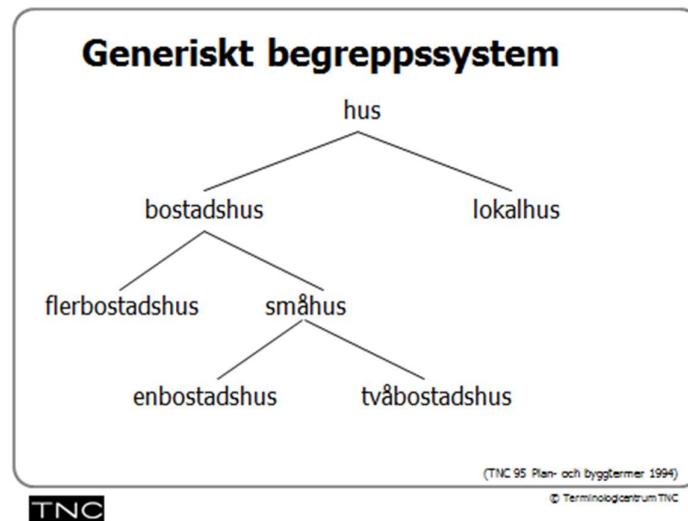 Generiskt begreppssystem
hus
bostadshus lokalhus
flerbostadshus småhus
enbostadshus tvåbostadshus
(TNC 95 Plan- och byggtermer 1994)
© Terminologicentrum TNC
TNC